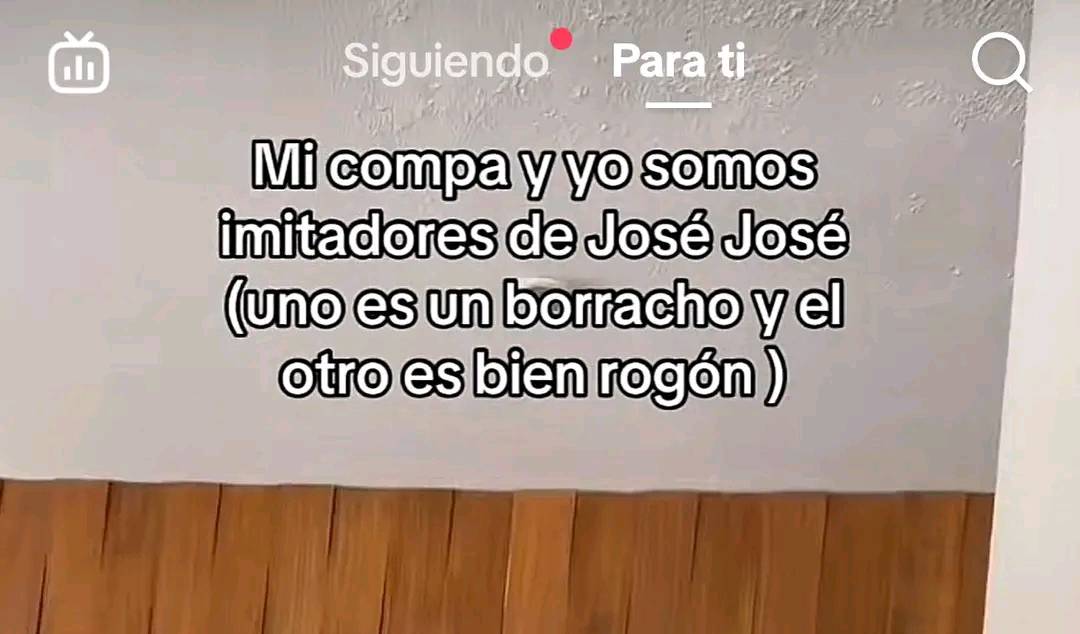 Siguiendo Para ti
Mi compa y yo somos
imitadores de José José
(uno es un borracho y el
otro es bien rogón )